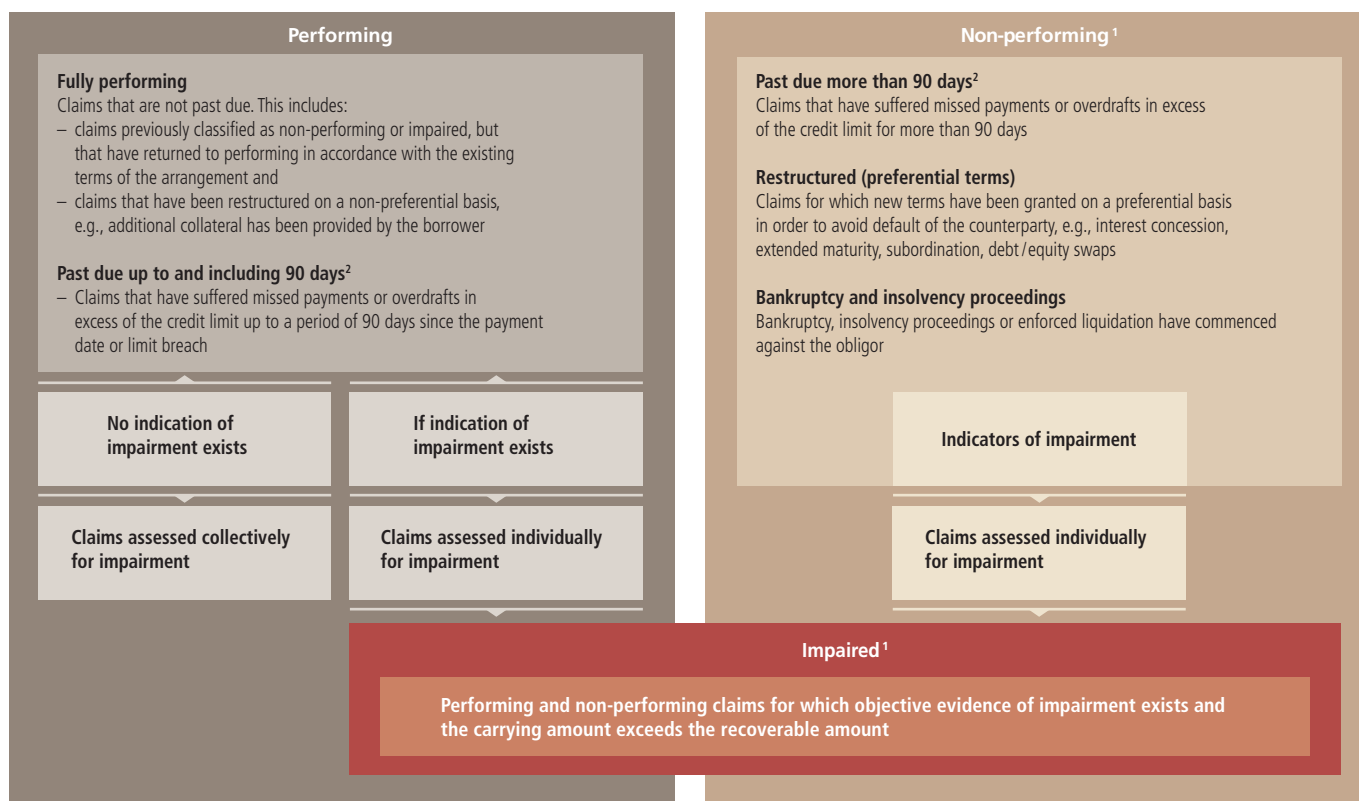 Performing
Fully performing
Claims that are not past due. This includes:
– claims previously classified as non-performing or impaired, but
that have returned to performing in accordance with the existing
terms of the arrangement and
– claims that have been restructured on a non-preferential basis,
e.g., additional collateral has been provided by the borrower
Past due up to and including 90 days²
– Claims that have suffered missed payments or overdrafts in
excess of the credit limit up to a period of 90 days since the payment
date or limit breach
No indication of
impairment exists
If indication of
impairment exists
Claims assessed collectively
for impairment
Claims assessed individually
for impairment
Non-performing¹
Past due more than 90 days²
Claims that have suffered missed payments or overdrafts in excess
of the credit limit for more than 90 days
Restructured (preferential terms)
Claims for which new terms have been granted on a preferential basis
in order to avoid default of the counterparty, e.g., interest concession,
extended maturity, subordination, debt/equity swaps
Bankruptcy and insolvency proceedings
Bankruptcy, insolvency proceedings or enforced liquidation have commenced
against the obligor
Indicators of impairment
Claims assessed individually
for impairment
Impaired¹
Performing and non-performing claims for which objective evidence of impairment exists and
the carrying amount exceeds the recoverable amount